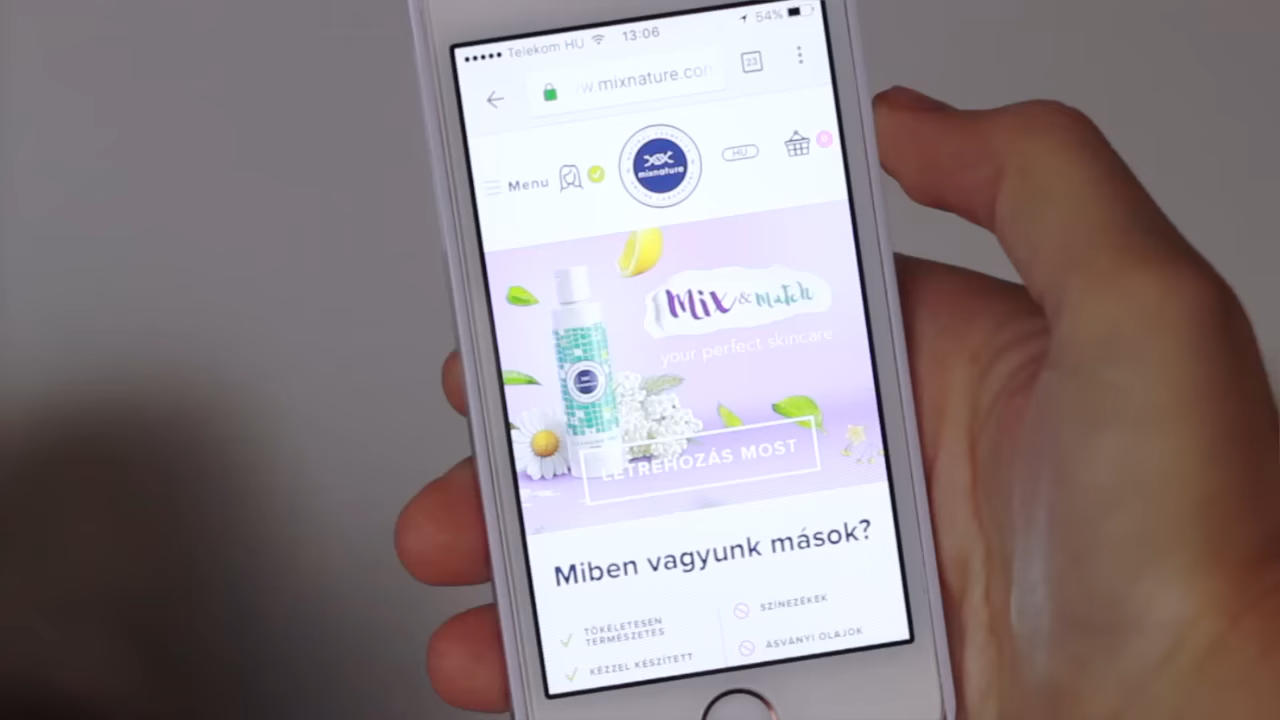 Telekom HU 13:06 54%
w.mixnature.com
23
Menu
mixnature
HU
Mix & Match
your perfect skincare
LÉTREHOZÁS MOST
Miben vagyunk mások?
TÖKÉLETESEN
TERMÉSZETES
KÉZZEL KÉSZÍTETT
SZÍNEZÉKEK
ÁSVÁNYI OLAJOK